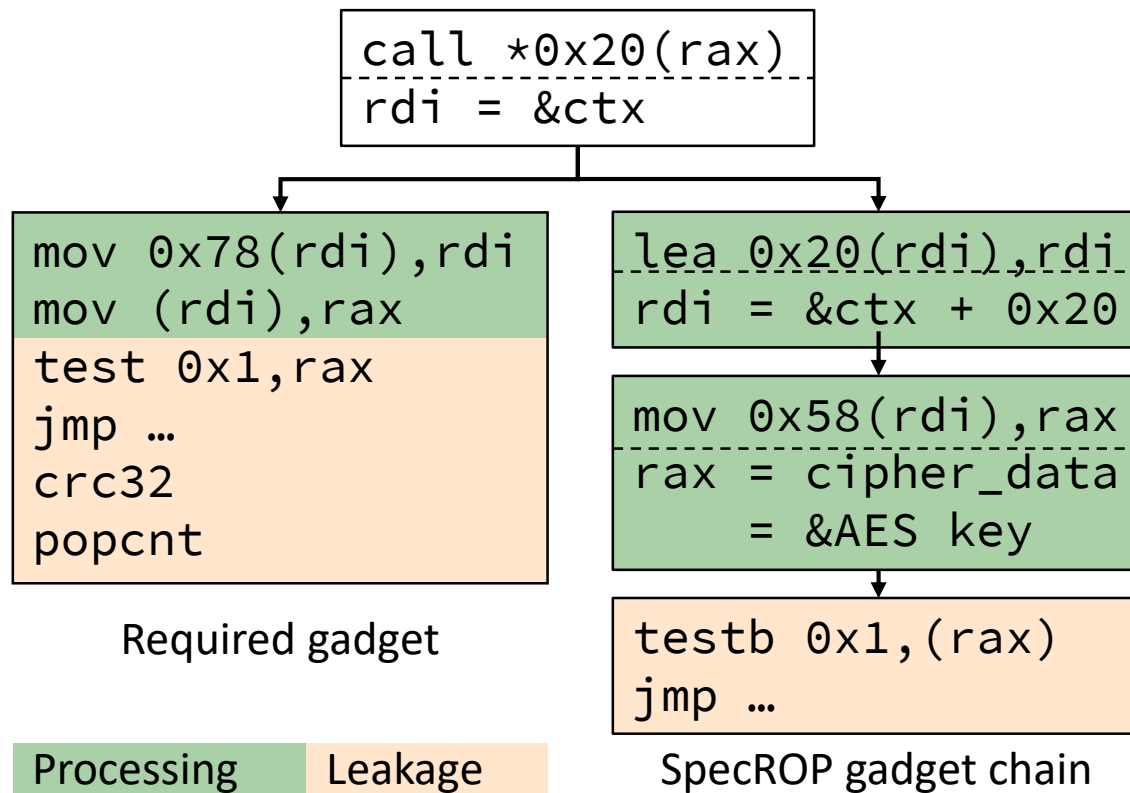 call *0x20(rax)
rdi = &ctx
mov 0x78(rdi),rdi
mov (rdi),rax
test 0x1,rax
jmp …
crc32
popcnt
Required gadget
lea 0x20(rdi),rdi
rdi = &ctx + 0x20
mov 0x58(rdi),rax
rax = cipher_data
= &AES key
testb 0x1,(rax)
jmp …
SpecROP gadget chain
Processing
Leakage